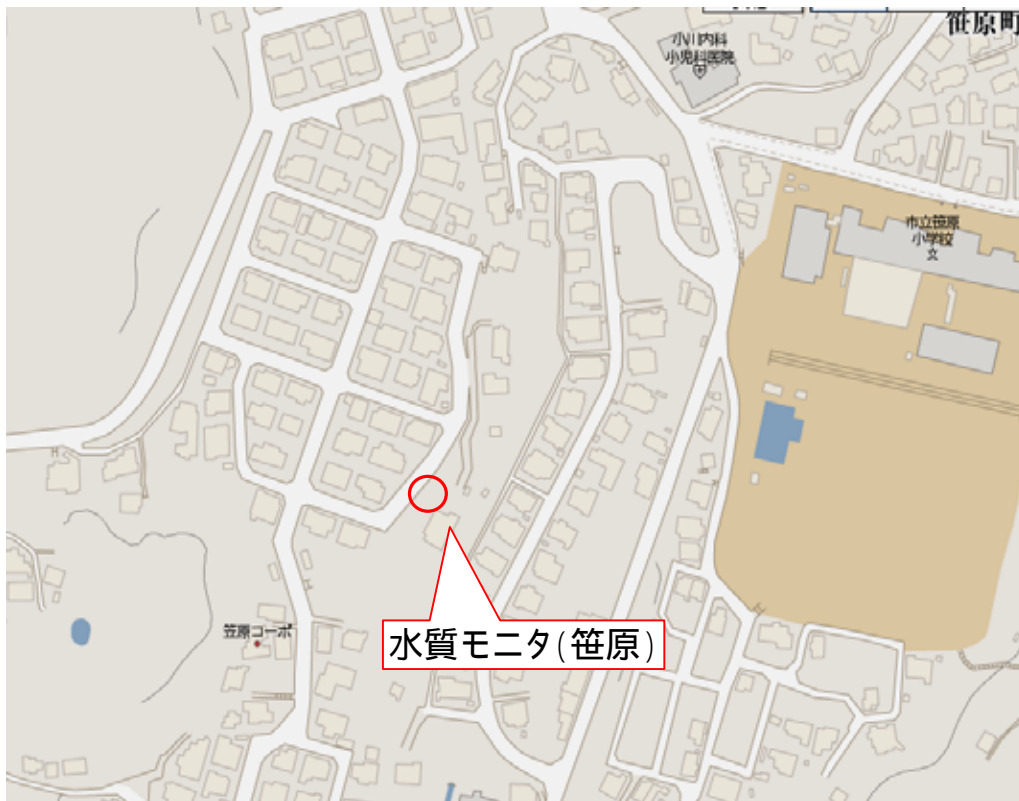 笹原町
小川内科
小児科医院
市立笹原
小学校
文
笠原コーポ
水質モニタ(笹原)